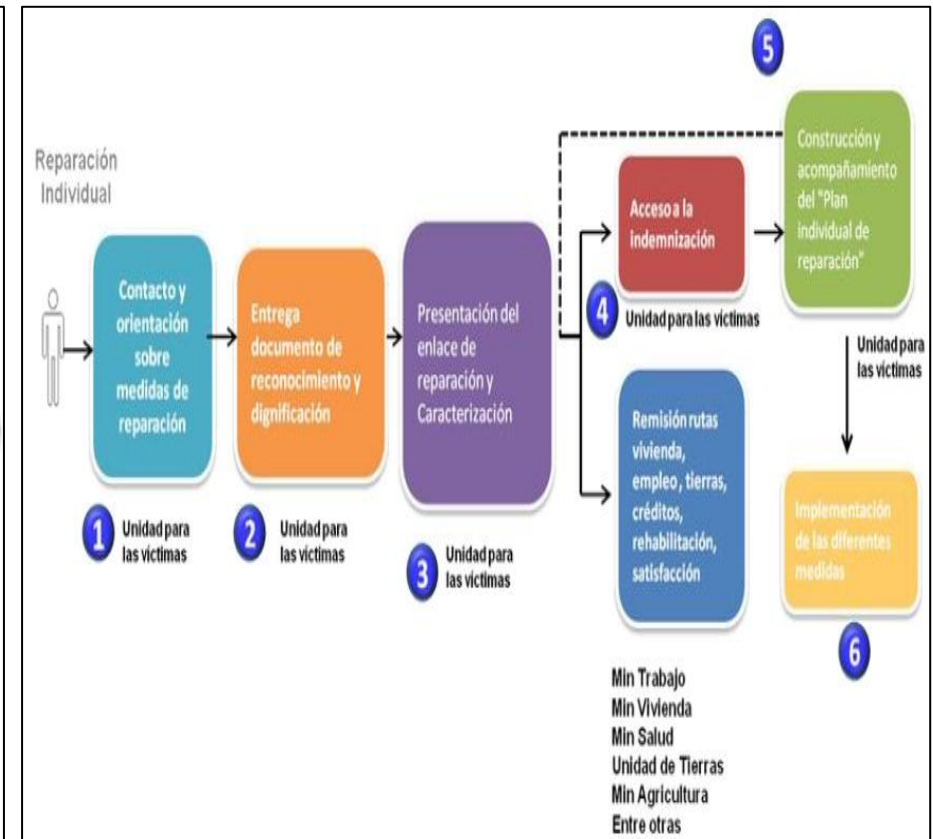 Reparación
Individual
Contacto y
orientación
sobre
medidas de
reparación
1
Unidad para
las víctimas
Entrega
documento de
reconocimiento y
dignificación
2
Unidad para
las víctimas
Presentación del
enlace de
reparación y
Caracterización
3
Unidad para
las víctimas
Acceso a la
indemnización
4
Unidad para las víctimas
Remisión rutas
vivienda,
empleo , tierras,
créditos,
rehabilitación,
satisfacción
Min Trabajo
Min Vivienda
Min Salud
Unidad de Tierras
Min Agricultura
Entre otras
5
Construcción y
acompañamiento
del "Plan
individual de
reparación"
Unidad para
las víctimas
Implementación
de las diferentes
medidas
6